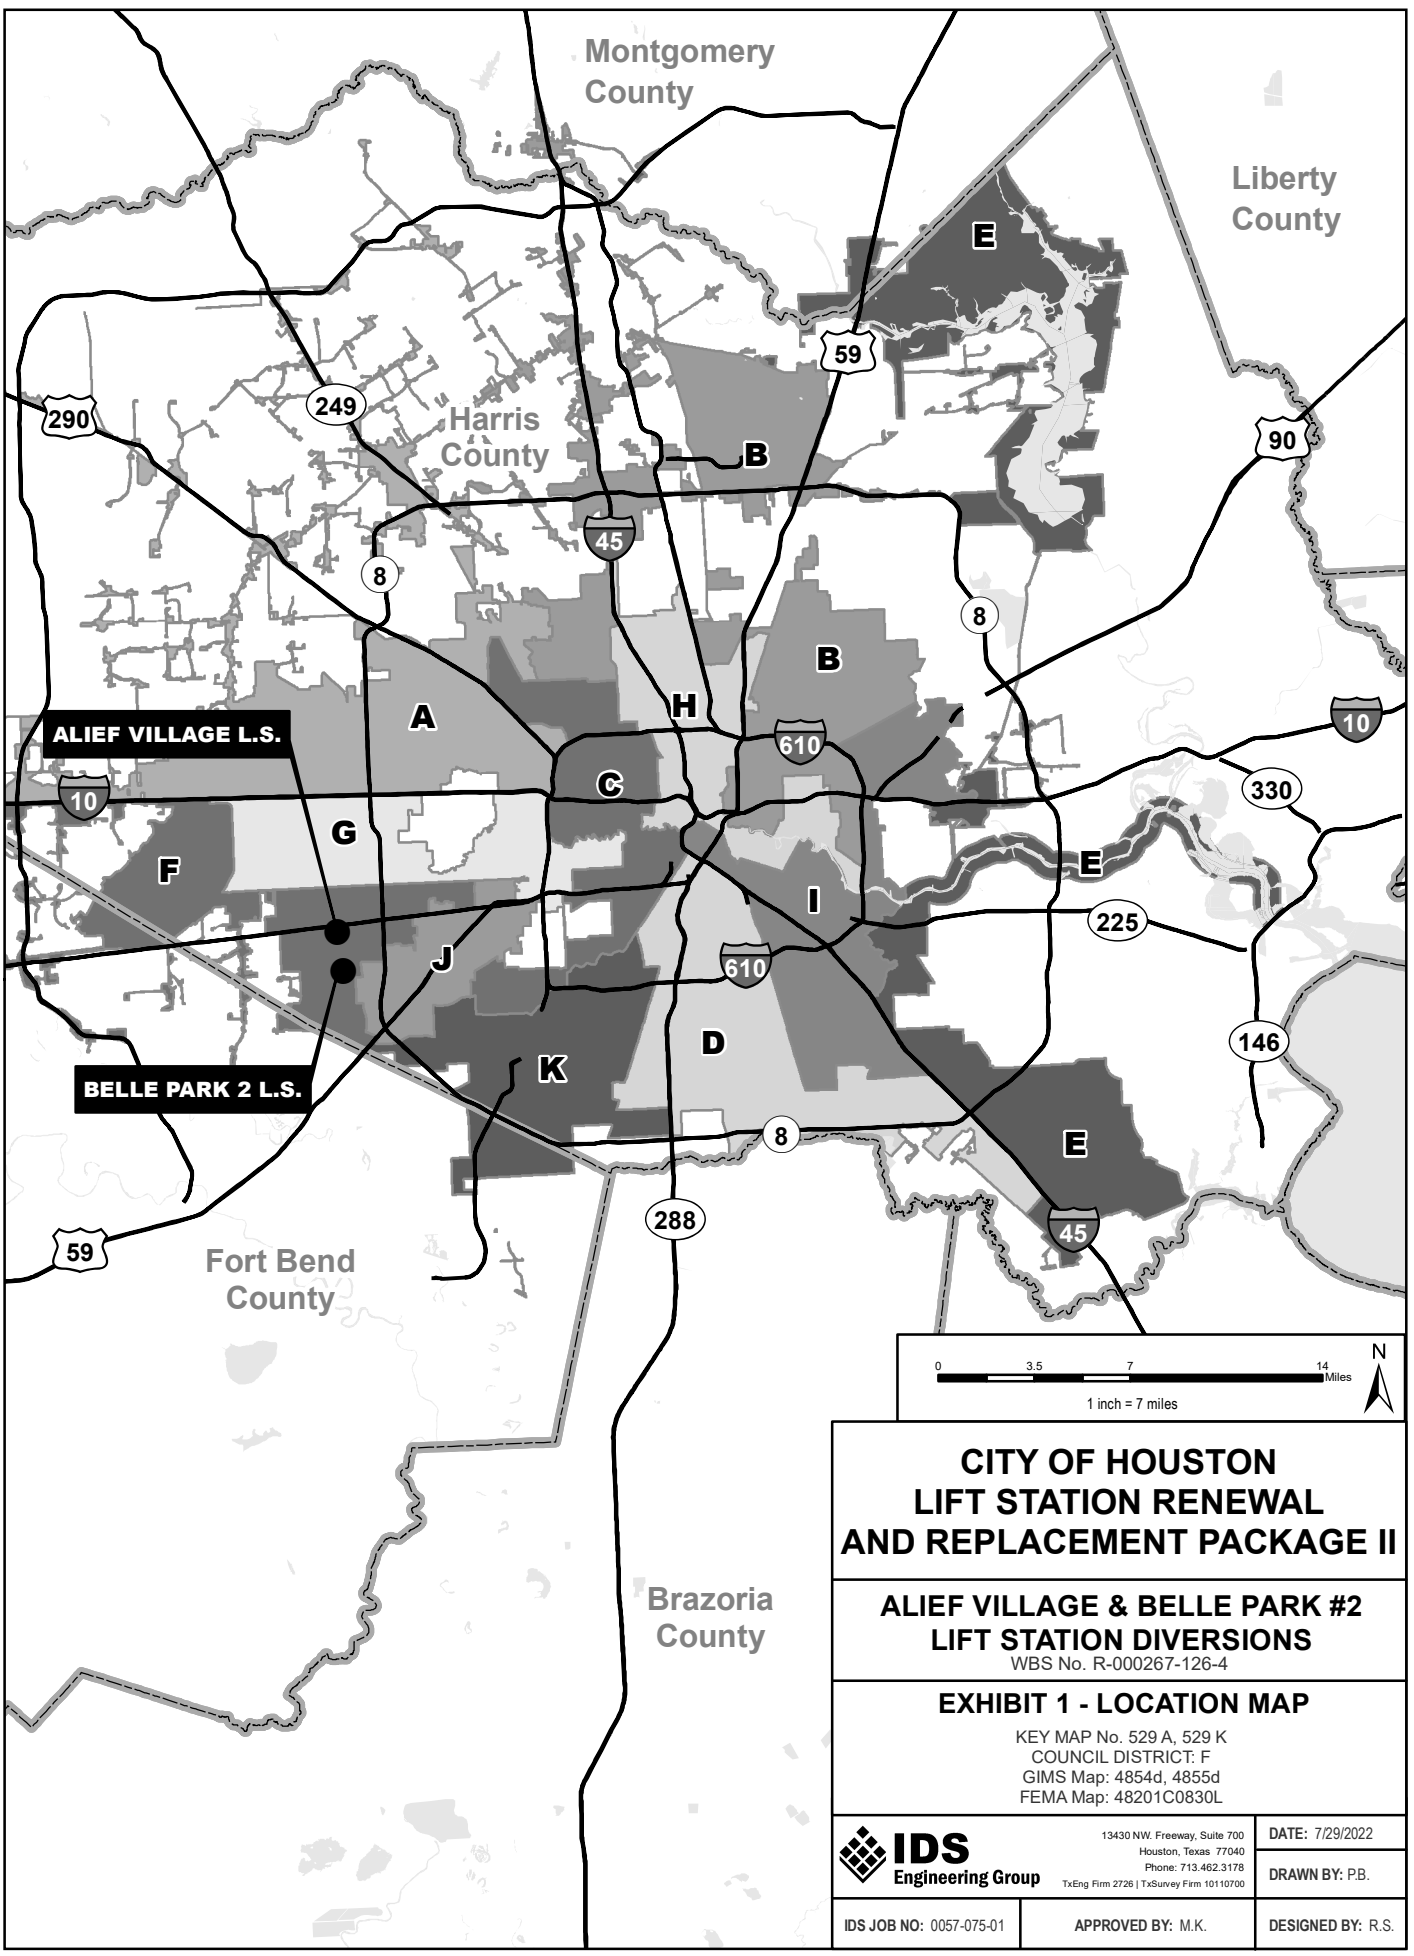 Montgomery
County
Liberty
County
E
59
290
249
Harris
County
B
90
45
8
8
B
A
H
ALIEF VILLAGE L.S.
610
10
C
10
330
G
F
E
I
225
J
610
146
D
K
BELLE PARK 2 L.S.
8
E
288
45
59
Fort Bend
County
0 3.5 7 14
Miles
N
1 inch = 7 miles
CITY OF HOUSTON
LIFT STATION RENEWAL
AND REPLACEMENT PACKAGE II
ALIEF VILLAGE & BELLE PARK #2
LIFT STATION DIVERSIONS
WBS No. R-000267-126-4
Brazoria
County
EXHIBIT 1 - LOCATION MAP
KEY MAP No. 529 A, 529 K
COUNCIL DISTRICT: F
GIMS Map: 4854d, 4855d
FEMA Map: 48201C0830L
IDS
Engineering Group
13430 NW. Freeway, Suite 700
Houston, Texas 77040
Phone: 713.462.3178
TxEng Firm 2726 | TxSurvey Firm 10110700
DATE: 7/29/2022
DRAWN BY: P.B.
IDS JOB NO: 0057-075-01
APPROVED BY: M.K.
DESIGNED BY: R.S.